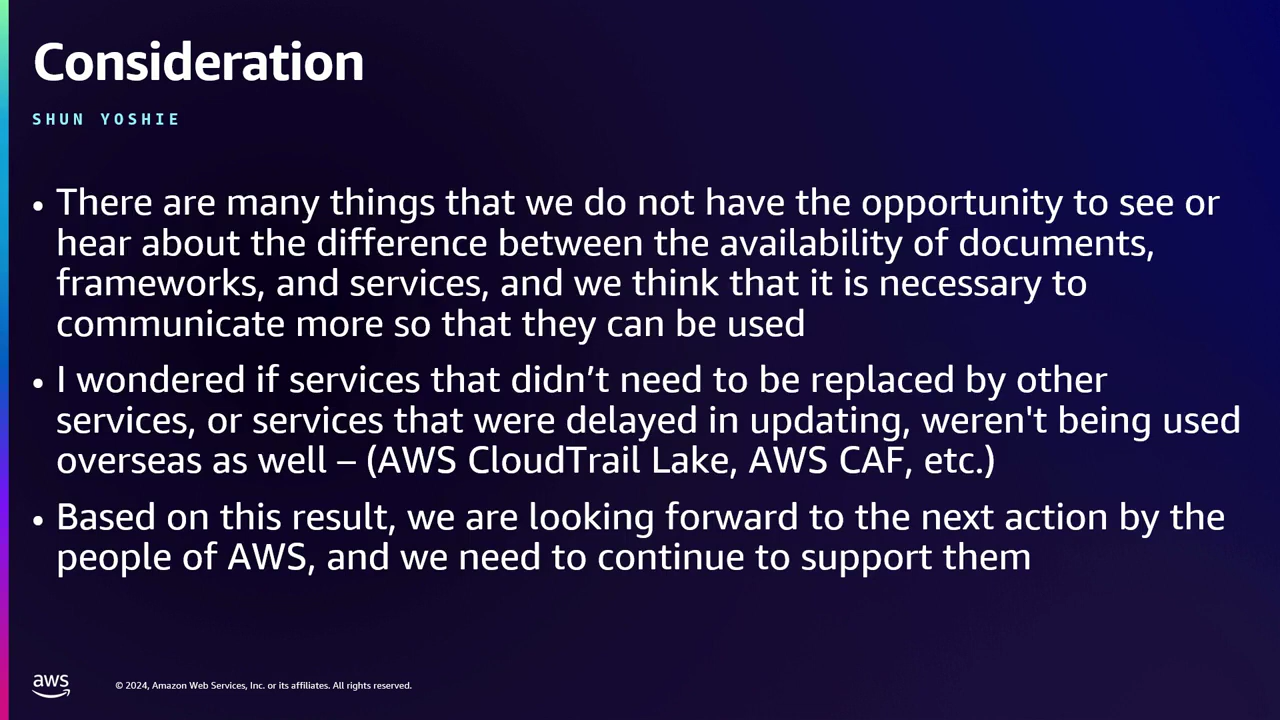 Consideration
SHUN YOSHIE
• There are many things that we do not have the opportunity to see or
hear about the difference between the availability of documents,
frameworks, and services, and we think that it is necessary to
communicate more so that they can be used
• I wondered if services that didn’t need to be replaced by other
services, or services that were delayed in updating, weren't being used
overseas as well – (AWS CloudTrail Lake, AWS CAF, etc.)
• Based on this result, we are looking forward to the next action by the
people of AWS, and we need to continue to support them
aws
© 2024, Amazon Web Services, Inc. or its affiliates. All rights reserved.